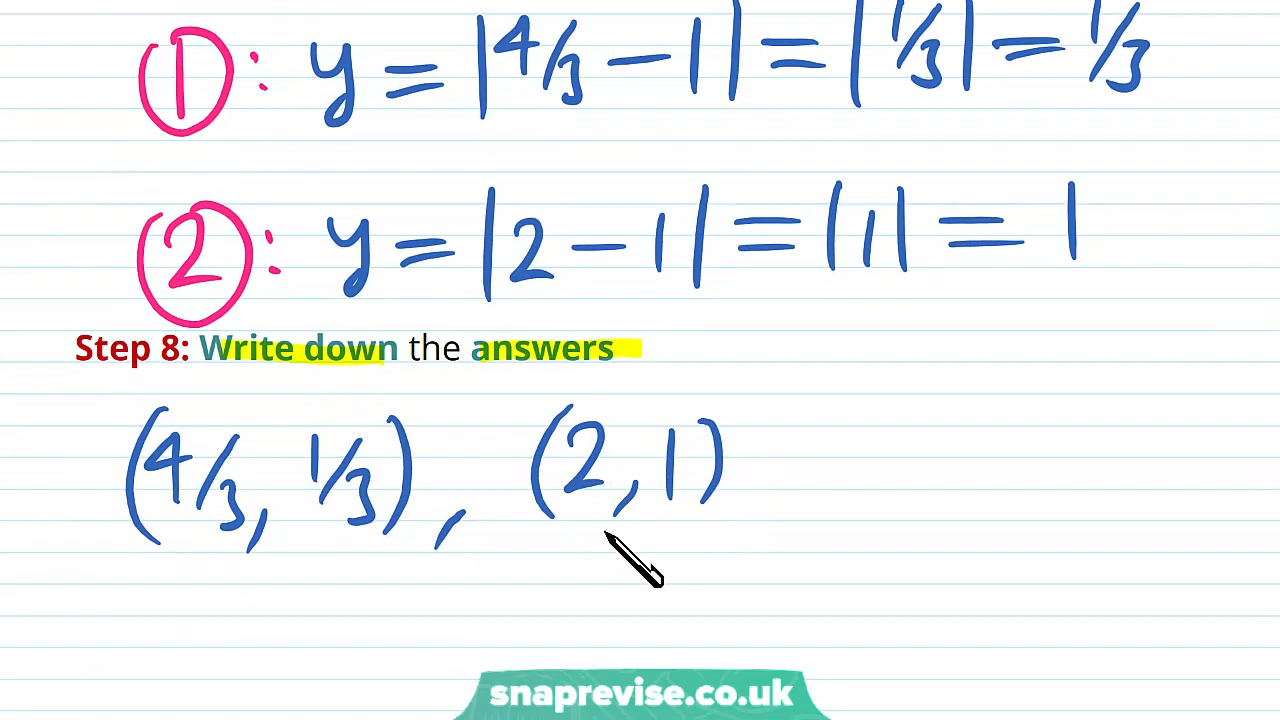 ① : y = |4/3 - 1| = |1/3| = 1/3
② : y = |2 - 1| = |1| = 1
Step 8: Write down the answers
(4/3, 1/3), (2, 1)
snaprevise.co.uk